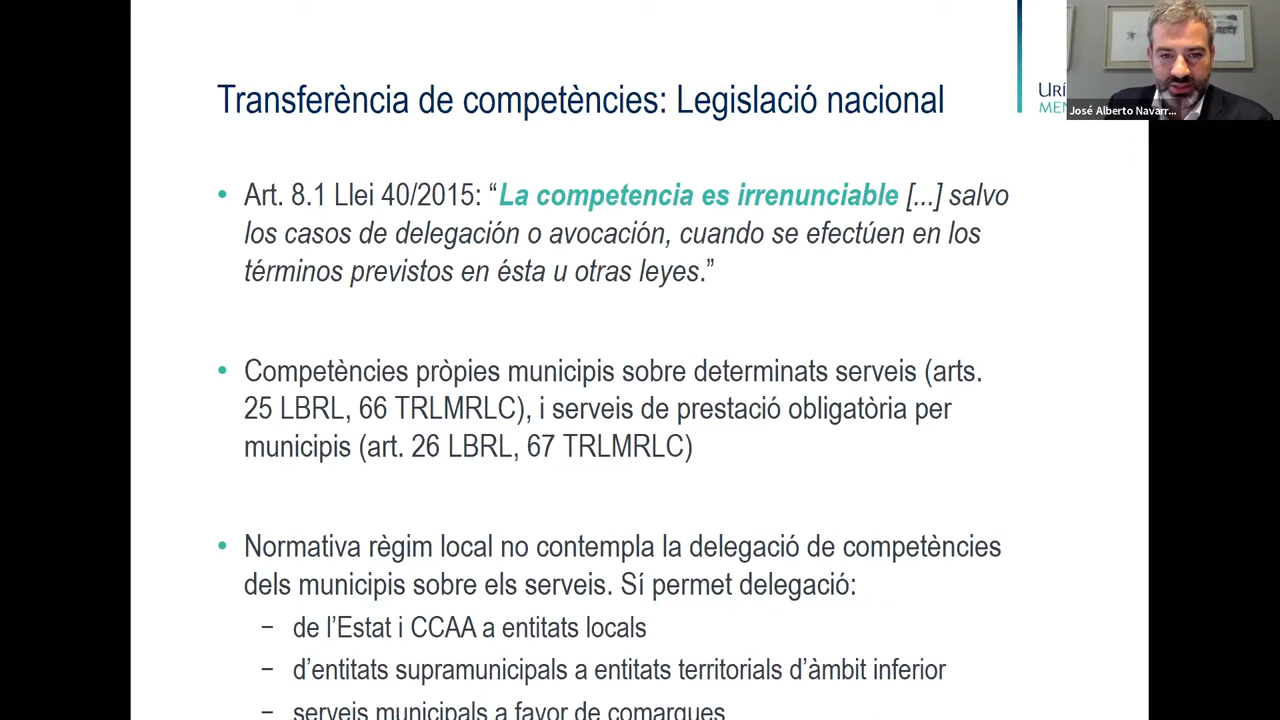 Transferència de competències: Legislació nacional
José Alberto Navarr...
• Art. 8.1 Llei 40/2015: “La competencia es irrenunciable [...] salvo
los casos de delegación o avocación, cuando se efectúen en los
términos previstos en ésta u otras leyes.”
• Competències pròpies municipis sobre determinats serveis (arts.
25 LBRL, 66 TRLMRLC), i serveis de prestació obligatòria per
municipis (art. 26 LBRL, 67 TRLMRLC)
• Normativa règim local no contempla la delegació de competències
dels municipis sobre els serveis. Sí permet delegació:
− de l’Estat i CCAA a entitats locals
− d’entitats supramunicipals a entitats territorials d’àmbit inferior
− serveis municipals a favor de comarques